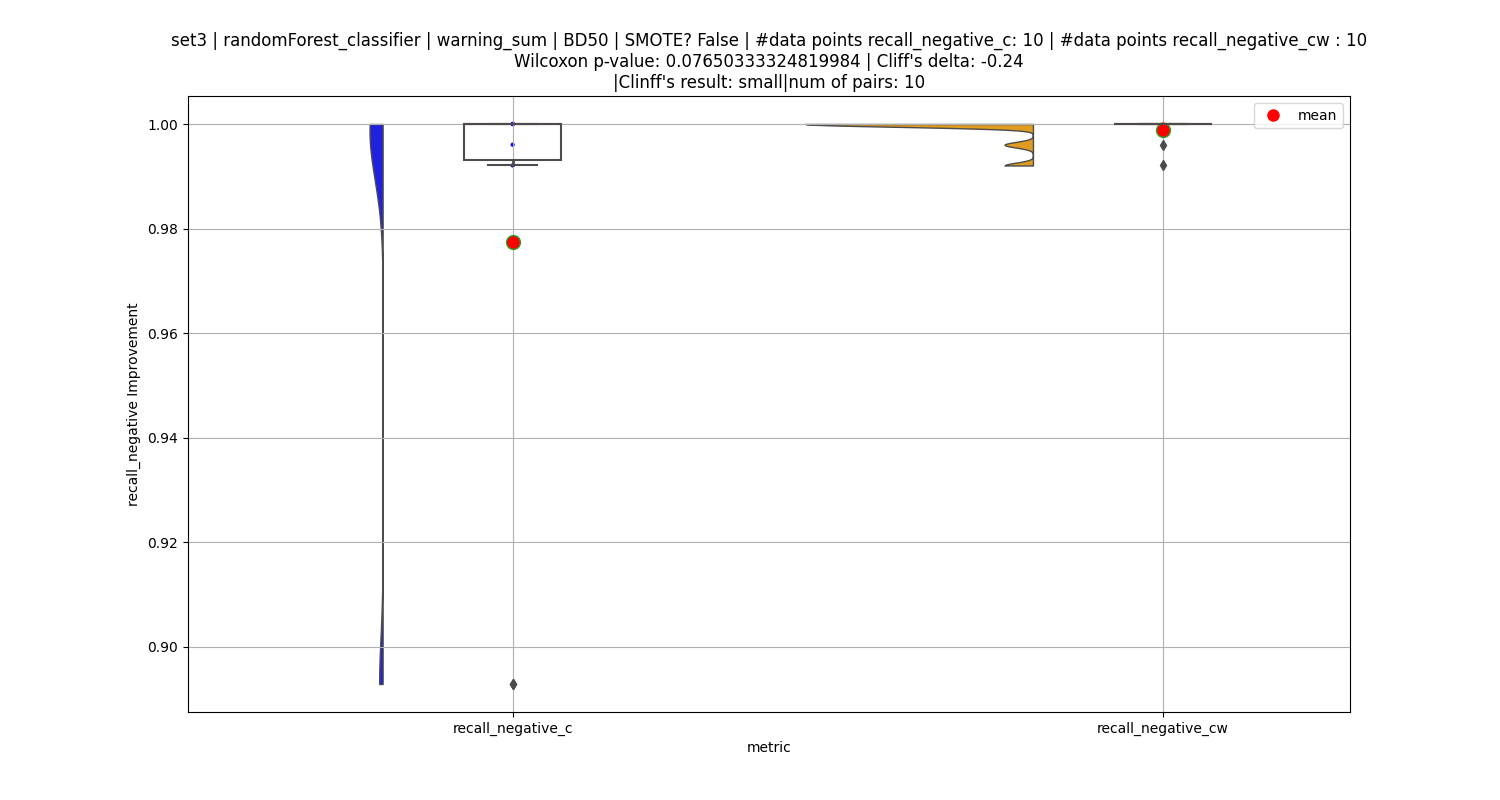 set3 | randomForest_classifier | warning_sum | BD50 | SMOTE? False | #data points recall_negative_c: 10 | #data points recall_negative_cw : 10
Wilcoxon p-value: 0.07650333324819984 | Cliff's delta: -0.24
|Clinff's result: small|num of pairs: 10
mean
1.00
0.98
0.96
0.94
0.92
0.90
recall_negative Improvement
recall_negative_c
recall_negative_cw
metric